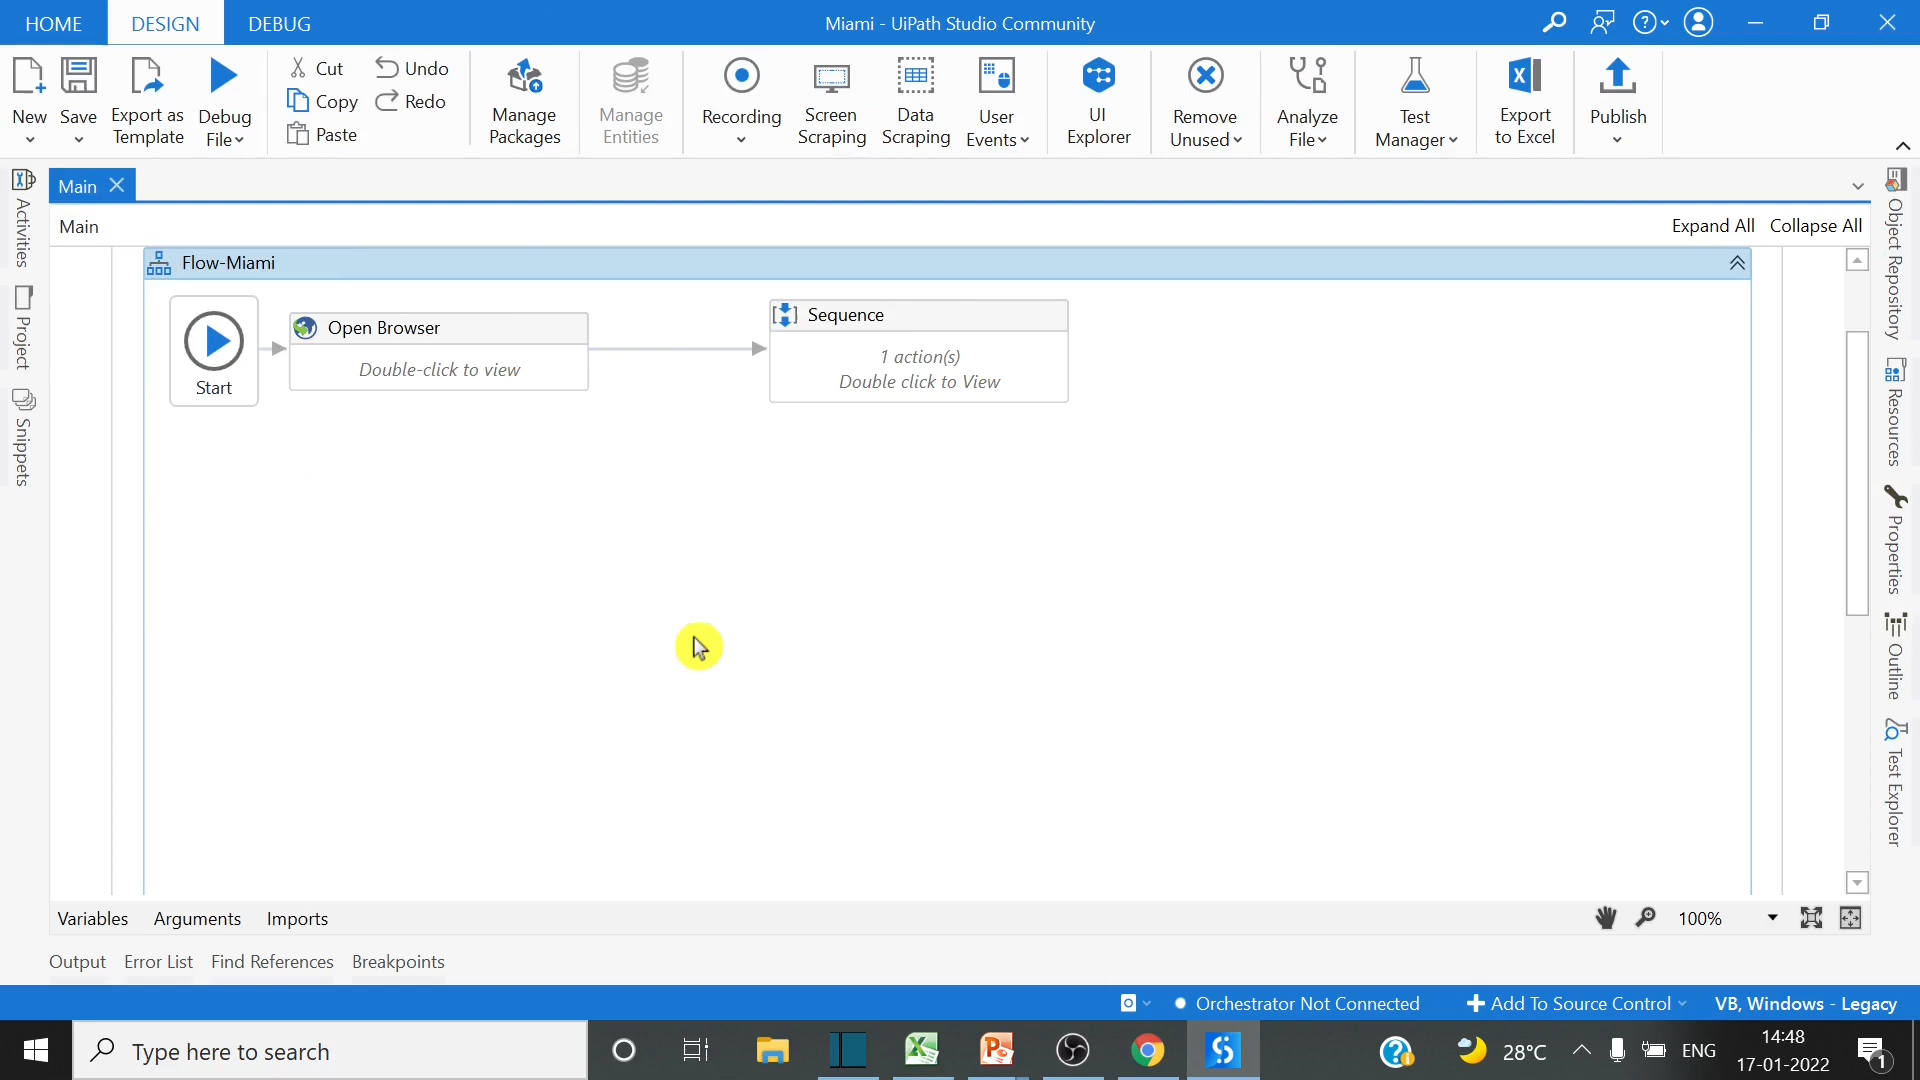 HOME
DESIGN
DEBUG
Miami - UiPath Studio Community
New
Save
Export as
Template
Debug
File
Cut
Copy
Paste
Undo
Redo
Manage
Packages
Manage
Entities
Recording
Screen
Scraping
Data
Scraping
User
Events
UI
Explorer
Remove
Unused
Analyze
File
Test
Manager
Export
to Excel
Publish
Activities
Project
Snippets
Main
Main
Expand All
Collapse All
Flow-Miami
Start
Open Browser
Double-click to view
Sequence
1 action(s)
Double click to View
Object Repository
Resources
Properties
Outline
Test Explorer
Variables
Arguments
Imports
100%
Output
Error List
Find References
Breakpoints
Orchestrator Not Connected
Add To Source Control
VB, Windows - Legacy
Type here to search
28°C
ENG
14:48
17-01-2022
1